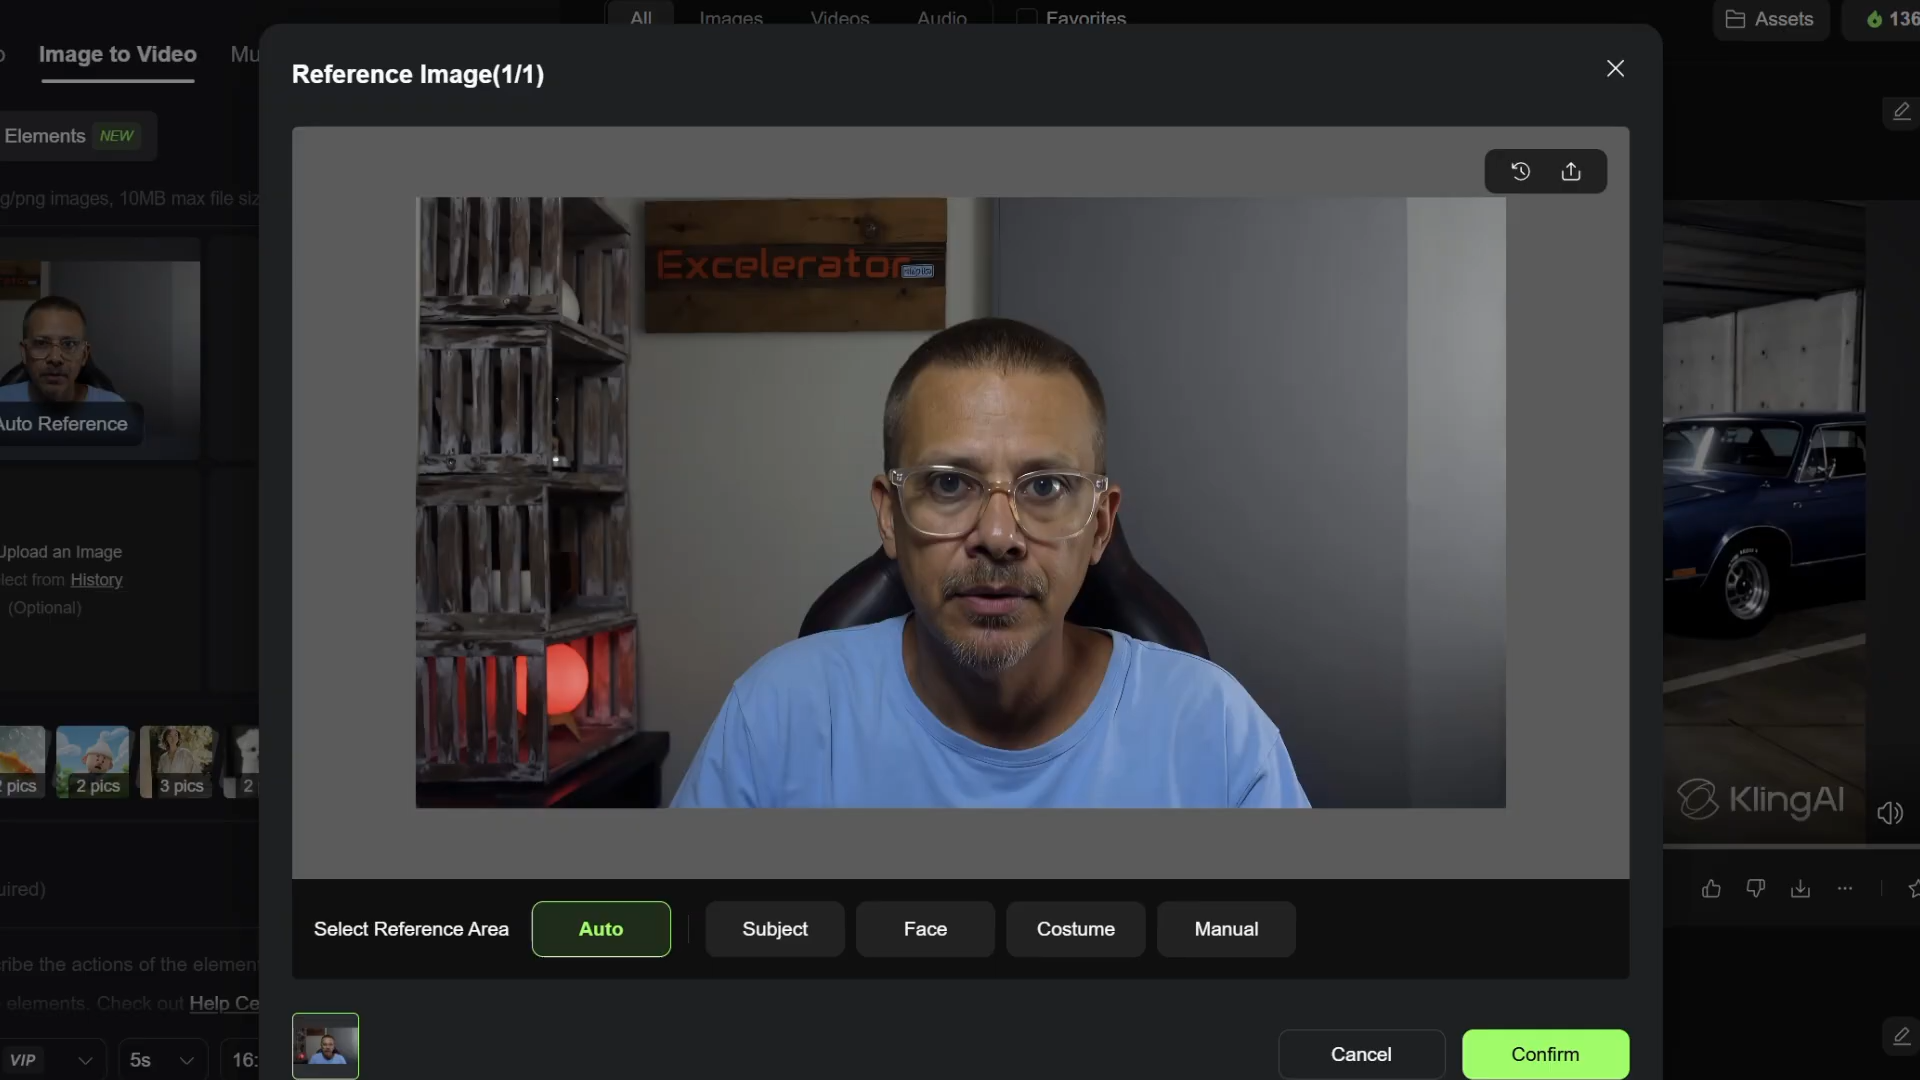 All Images Videos Audio Favorites Assets 136
Image to Video Mu
Reference Image(1/1)
Elements NEW
g/png images, 10MB max file siz
Excelerator
Auto Reference
Upload an Image
lect from History
(Optional)
2 pics 2 pics 3 pics 2
KlingAI
uired)
Select Reference Area Auto Subject Face Costume Manual
ribe the actions of the elemen
elements. Check out Help Ce
VIP 5s 16:
Cancel Confirm